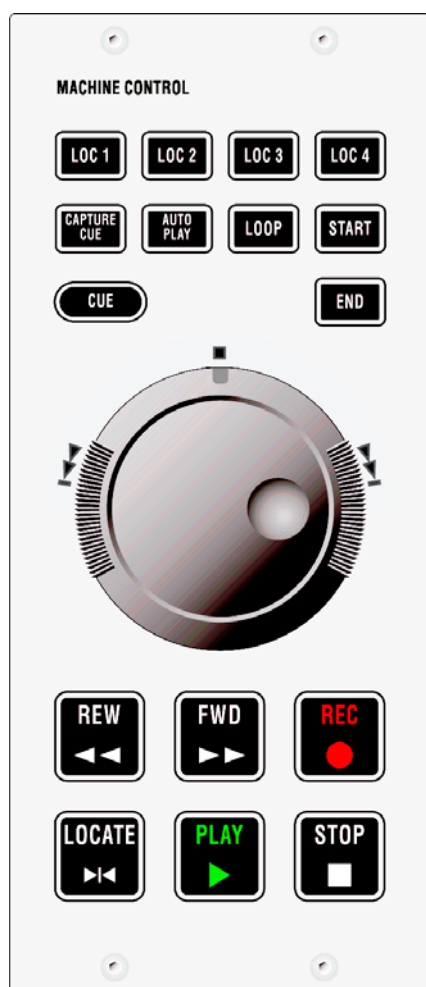 MACHINE CONTROL
LOC 1 LOC 2 LOC 3 LOC 4
CAPTURE
CUE
AUTO
PLAY
LOOP START
CUE END
REW FWD REC
LOCATE PLAY STOP